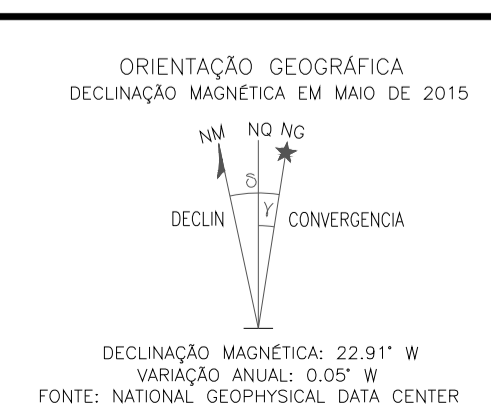 ORIENTAÇÃO GEOGRÁFICA
DECLINAÇÃO MAGNÉTICA EM MAIO DE 2015
NM NQ NG
δ
γ
DECLIN CONVERGENCIA
DECLINAÇÃO MAGNÉTICA: 22.91° W
VARIAÇÃO ANUAL: 0.05° W
FONTE: NATIONAL GEOPHYSICAL DATA CENTER